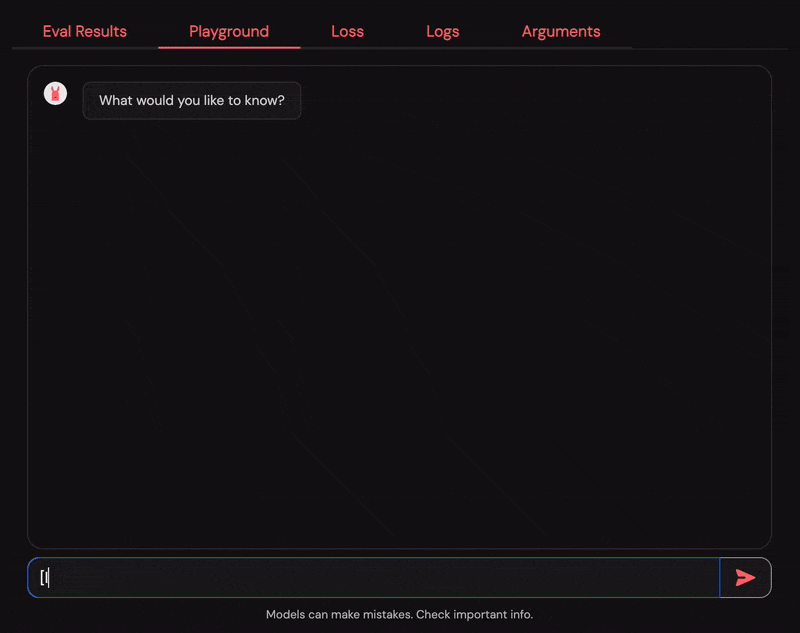 Eval Results Playground Loss Logs Arguments
What would you like to know?
[I
Models can make mistakes. Check important info.